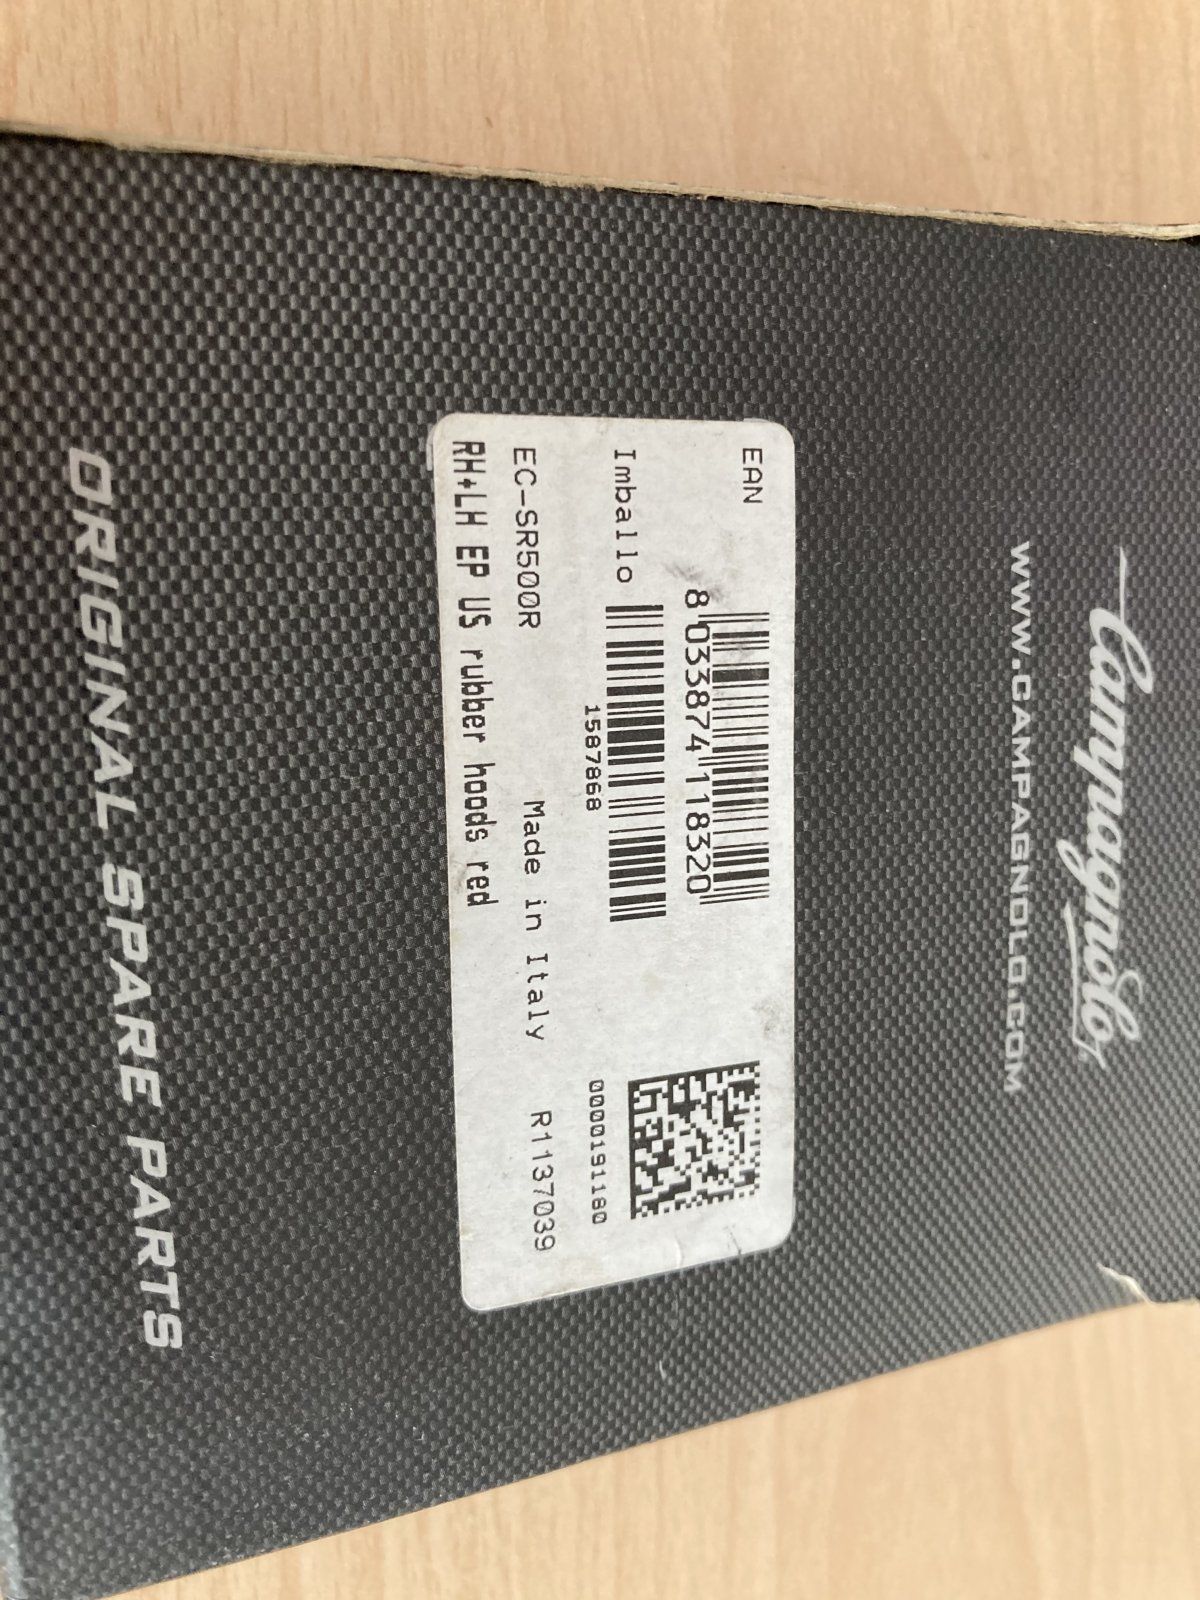 Campagnolo
WWW.CAMPAGNOLO.COM
EAN
8 033874 118320
Imballo
1587868
0000191180
EC-SR500R Made in Italy R1137039
RH+LH EP US rubber hoods red
ORIGINAL SPARE PARTS